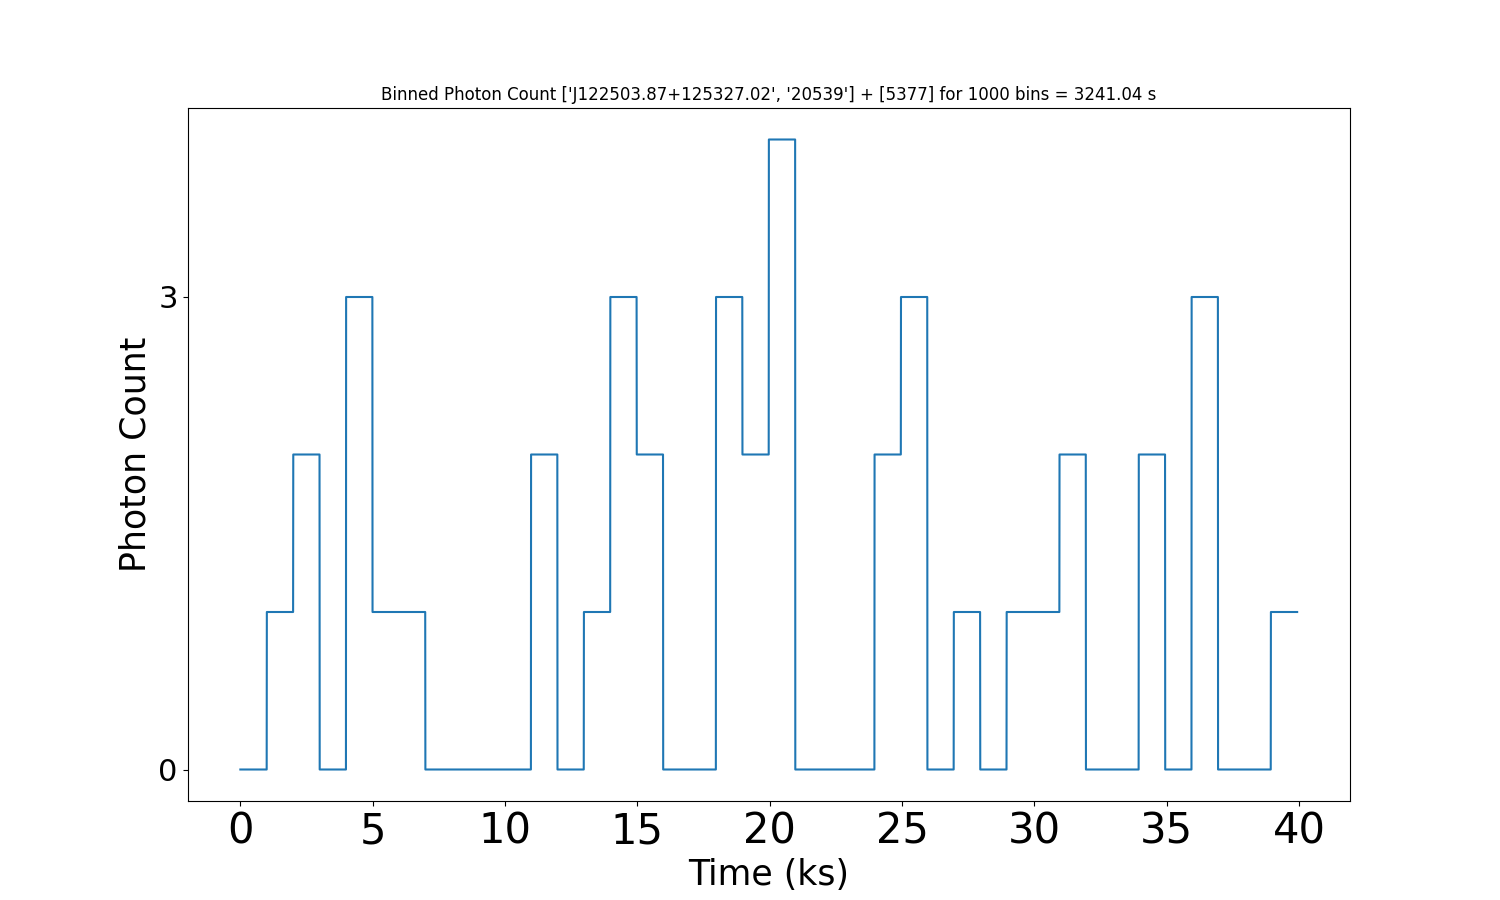 Binned Photon Count ['J122503.87+125327.02', '20539'] + [5377] for 1000 bins = 3241.04 s
3
Photon Count
0
0 5 10 15 20 25 30 35 40
Time (ks)